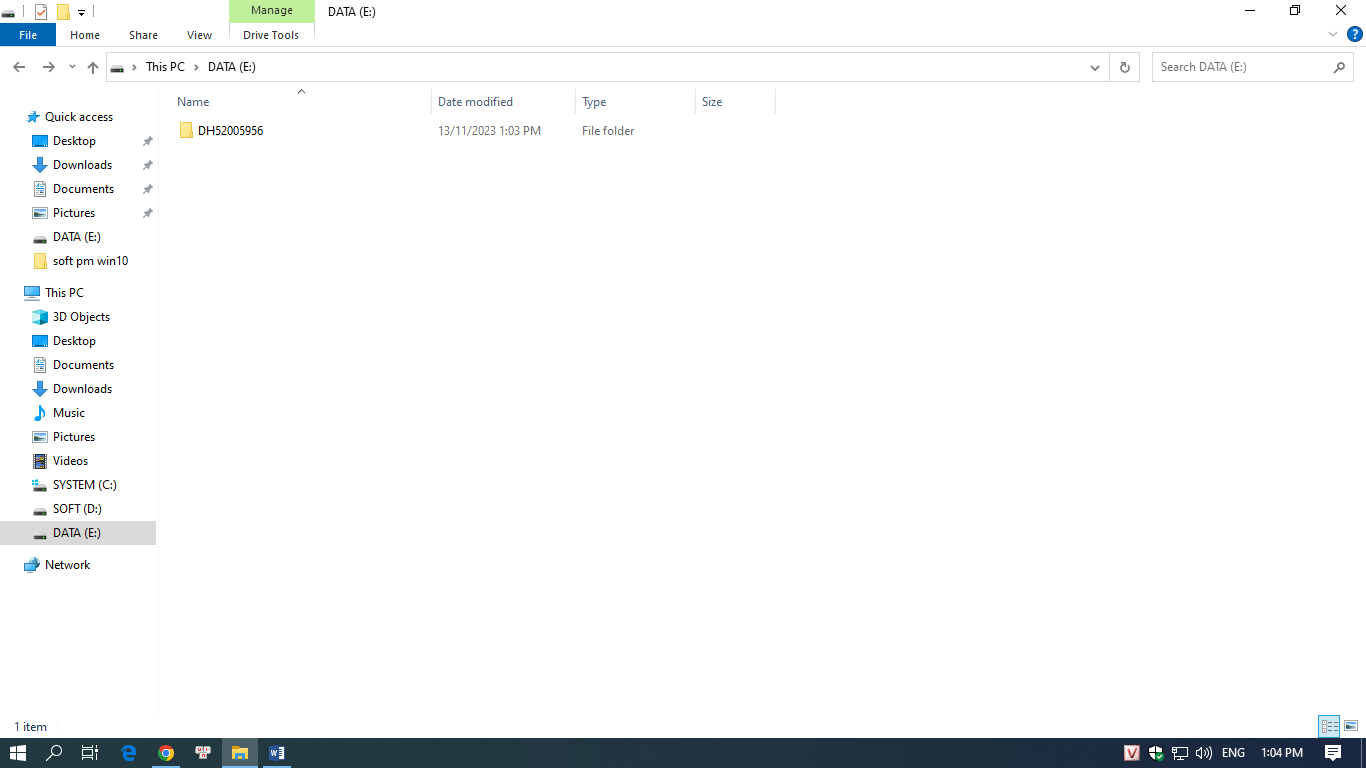 Manage
DATA (E:)
File
Home
Share
View
Drive Tools
This PC
DATA (E:)
Search DATA (E:)
Name
Date modified
Type
Size
DH52005956
13/11/2023 1:03 PM
File folder
Quick access
Desktop
Downloads
Documents
Pictures
DATA (E:)
soft pm win10
This PC
3D Objects
Desktop
Documents
Downloads
Music
Pictures
Videos
SYSTEM (C:)
SOFT (D:)
DATA (E:)
Network
1 item
ENG
1:04 PM